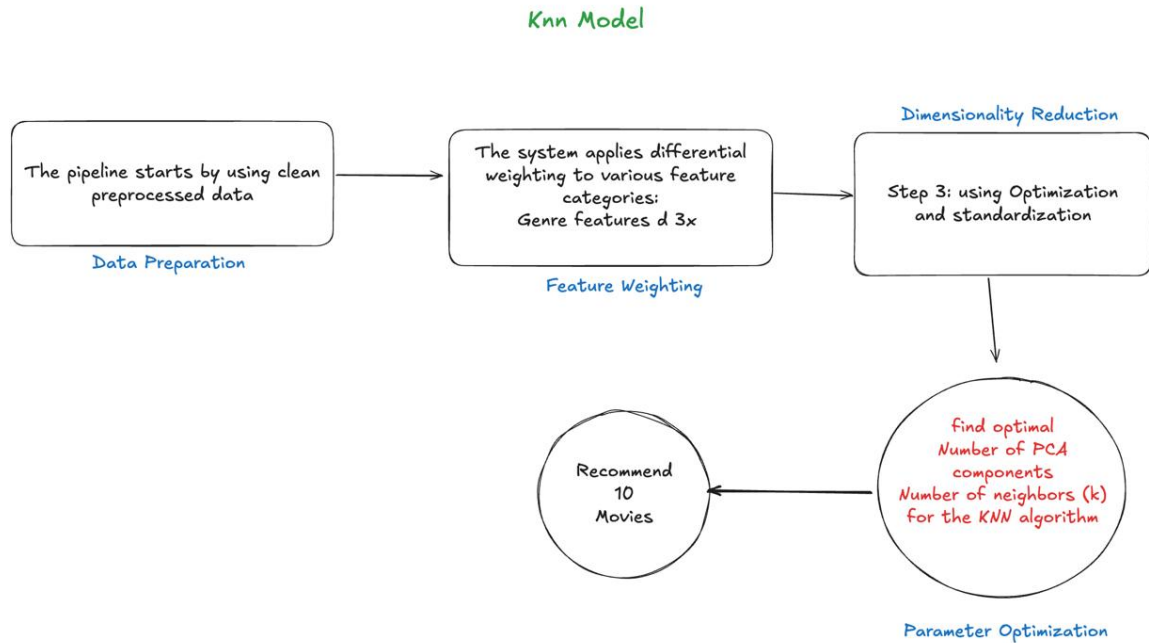 Knn Model
The pipeline starts by using clean
preprocessed data
Data Preparation
The system applies differential
weighting to various feature
categories:
Genre features d 3x
Feature Weighting
Dimensionality Reduction
Step 3: using Optimization
and standardization
find optimal
Number of PCA
components
Number of neighbors (k)
for the KNN algorithm
Parameter Optimization
Recommend
10
Movies